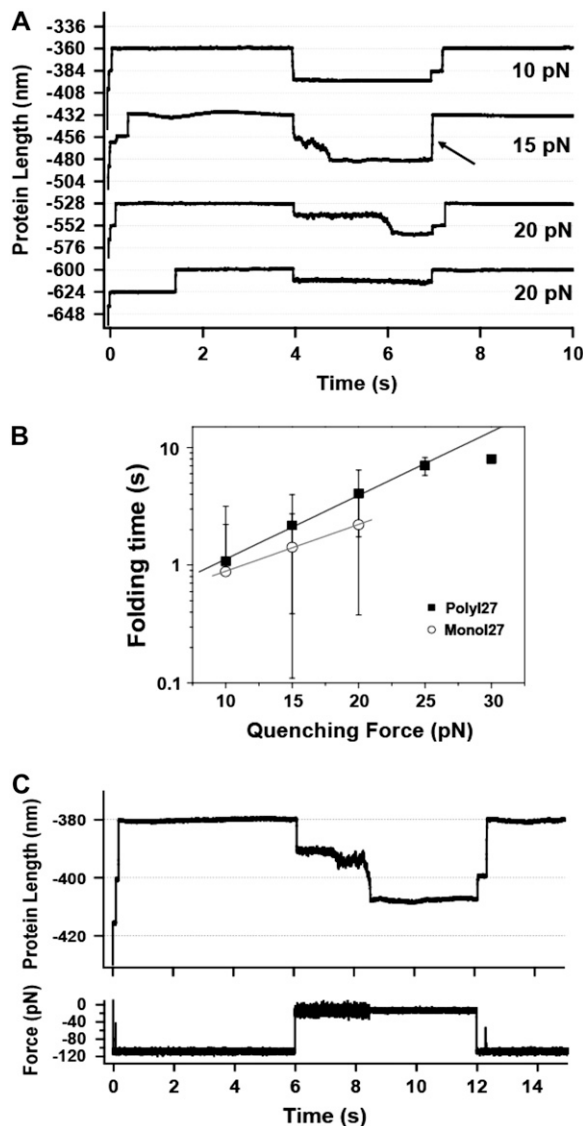 A
Protein Length (nm)
-336
-360
-384
-408
-432
-456
-480
-504
-528
-552
-576
-600
-624
-648
10 pN
15 pN
20 pN
20 pN
0 2 4 6 8 10
Time (s)
B
Folding time (s)
10
1
0.1
PolyI27
MonoI27
10 15 20 25 30
Quenching Force (pN)
C
Protein Length (nm)
-380
-400
-420
Force (pN)
0
-40
-80
-120
0 2 4 6 8 10 12 14
Time (s)